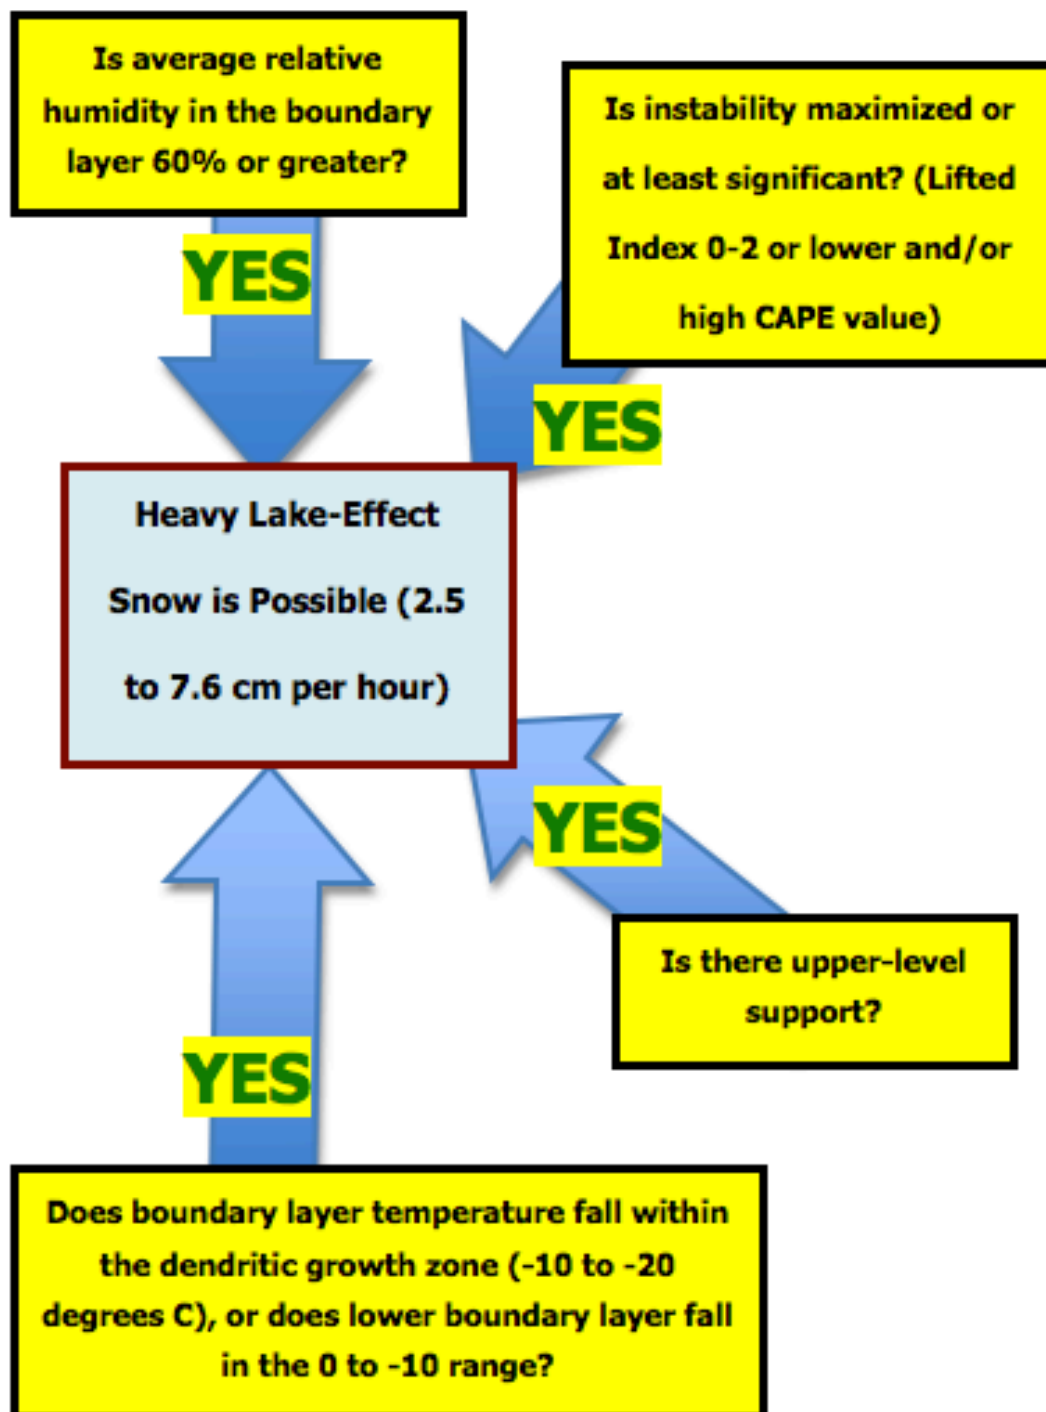 Is average relative
humidity in the boundary
layer 60% or greater?
Is instability maximized or
at least significant? (Lifted
Index 0-2 or lower and/or
high CAPE value)
YES
YES
Heavy Lake-Effect
Snow is Possible (2.5
to 7.6 cm per hour)
YES
Is there upper-level
support?
YES
Does boundary layer temperature fall within
the dendritic growth zone (-10 to -20
degrees C), or does lower boundary layer fall
in the 0 to -10 range?